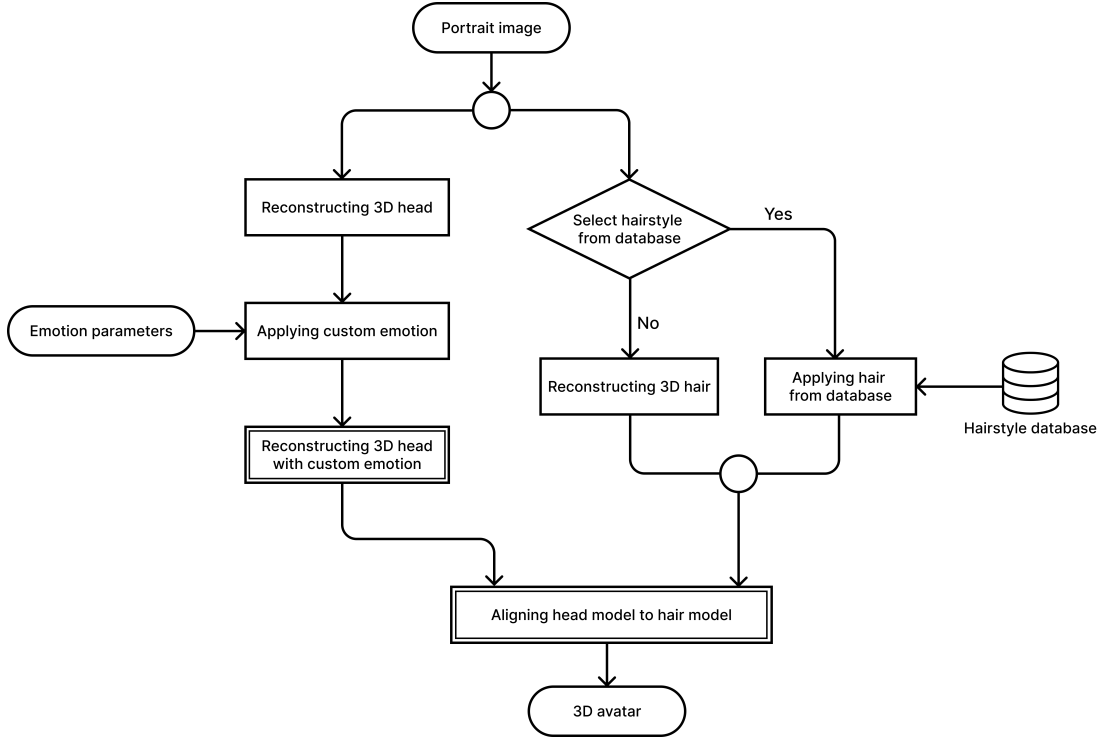 Portrait image
Reconstructing 3D head
Select hairstyle
from database
Yes
Emotion parameters
Applying custom emotion
No
Reconstructing 3D hair
Applying hair
from database
Hairstyle database
Reconstructing 3D head
with custom emotion
Aligning head model to hair model
3D avatar